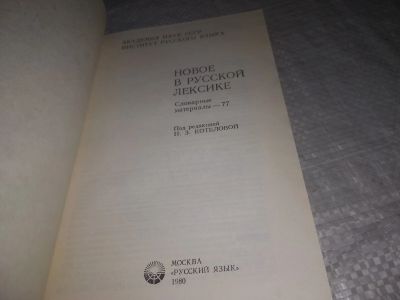 АКАДЕМИЯ НАУК СССР
ИНСТИТУТ РУССКОГО ЯЗЫКА
НОВОЕ
В РУССКОЙ
ЛЕКСИКЕ
Словарные
материалы — 77
Под редакцией
Н. З. КОТЕЛОВОЙ
МОСКВА
«РУССКИЙ ЯЗЫК»
1980